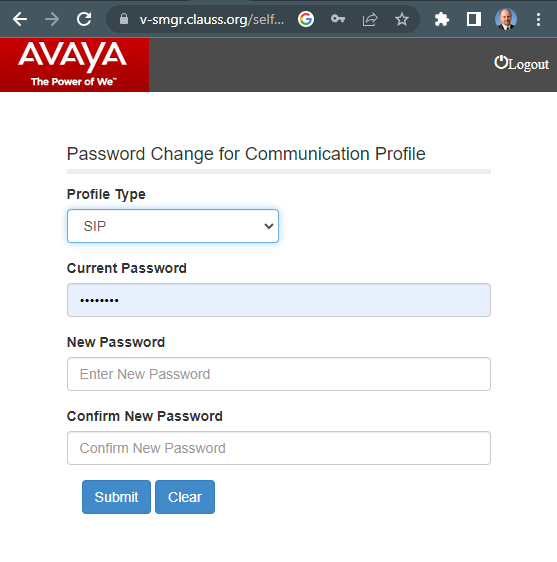 v-smgr.clauss.org/self...
AVAYA
The Power of We™
Logout
Password Change for Communication Profile
Profile Type
SIP
Current Password
••••••••
New Password
Enter New Password
Confirm New Password
Confirm New Password
Submit Clear